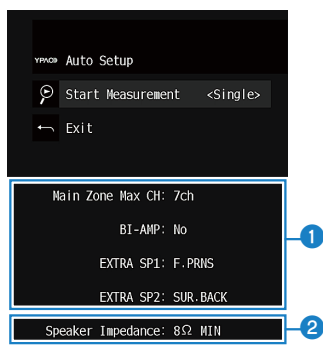 YPAO Auto Setup
Start Measurement <Single>
Exit
Main Zone Max CH: 7ch
BI-AMP: No
EXTRA SP1: F.PRNS
EXTRA SP2: SUR.BACK
1
Speaker Impedance: 8Ω MIN
2